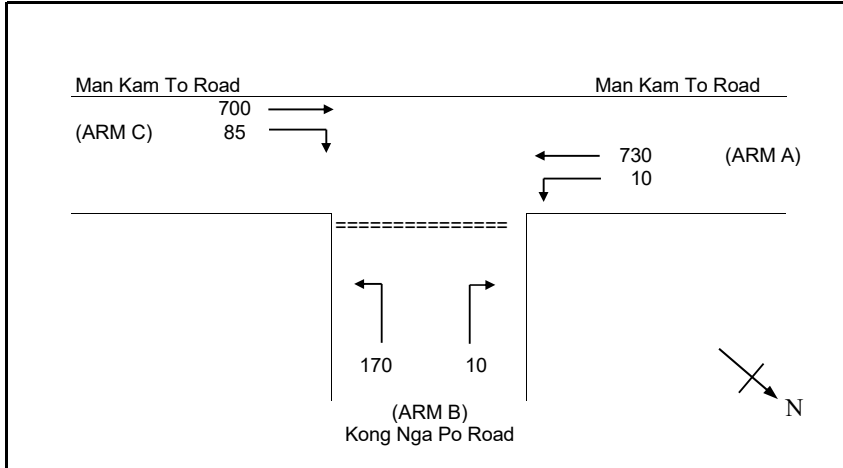 Man Kam To Road
Man Kam To Road
700
(ARM C)
85
730
(ARM A)
10
170
10
(ARM B)
Kong Nga Po Road
N